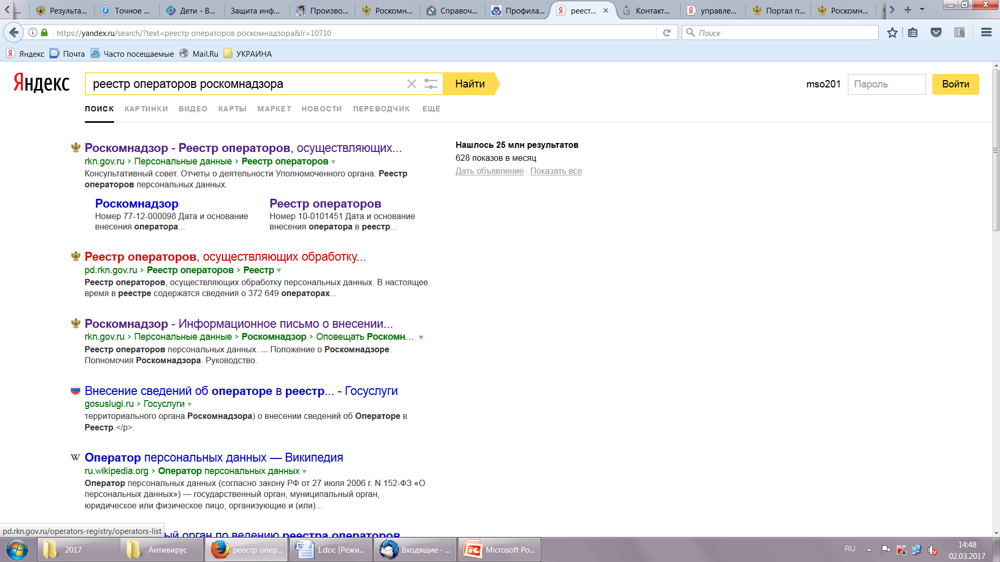 ...
Результа...
Точное ...
Дети - В...
Защита инф...
Произво...
Роскомн...
Справоч...
Профила...
реест...
Контакт...
управле...
Портал п...
Роскомн...
https://yandex.ru/search/?text=реестр операторов роскомнадзора&lr=10710
Поиск
Яндекс
Почта
Часто посещаемые
Mail.Ru
УКРАИНА
Яндекс
реестр операторов роскомнадзора
Найти
mso201
Пароль
Войти
ПОИСК КАРТИНКИ ВИДЕО КАРТЫ МАРКЕТ НОВОСТИ ПЕРЕВОДЧИК ЕЩЁ
Роскомнадзор - Реестр операторов, осуществляющих...
rkn.gov.ru › Персональные данные › Реестр операторов
Консультативный совет. Отчеты о деятельности Уполномоченного органа. Реестр
операторов персональных данных.
Роскомнадзор
Номер 77-12-000098 Дата и основание
внесения оператора...
Реестр операторов
Номер 10-0101451 Дата и основание
внесения оператора в реестр...
Нашлось 25 млн результатов
628 показов в месяц
Дать объявление Показать все
Реестр операторов, осуществляющих обработку...
pd.rkn.gov.ru › Реестр операторов › Реестр
Реестр операторов, осуществляющих обработку персональных данных. В настоящее
время в реестре содержатся сведения о 372 649 операторах...
Роскомнадзор - Информационное письмо о внесении...
rkn.gov.ru › Персональные данные › Роскомнадзор › Оповещать Роскомн...
Реестр операторов персональных данных. ... Положение о Роскомнадзоре.
Полномочия Роскомнадзора. Руководство.
Внесение сведений об операторе в реестр... - Госуслуги
gosuslugi.ru › Госуслуги
территориального органа Роскомнадзора) о внесении сведений об Операторе в
Реестр.</p>.
Оператор персональных данных — Википедия
ru.wikipedia.org › Оператор персональных данных
Оператор персональных данных (согласно закону РФ от 27 июля 2006 г. N 152-ФЗ «О
персональных данных») — государственный орган, муниципальный орган,
юридическое или физическое лицо, организующие и (или)...
ый орган по ведению реестра операторов
pd.rkn.gov.ru/operators-registry/operators-list
2017
Антивирус
реестр опер...
1.doc [Режи...
Входящие - ...
Microsoft Po...
RU
14:48
02.03.2017